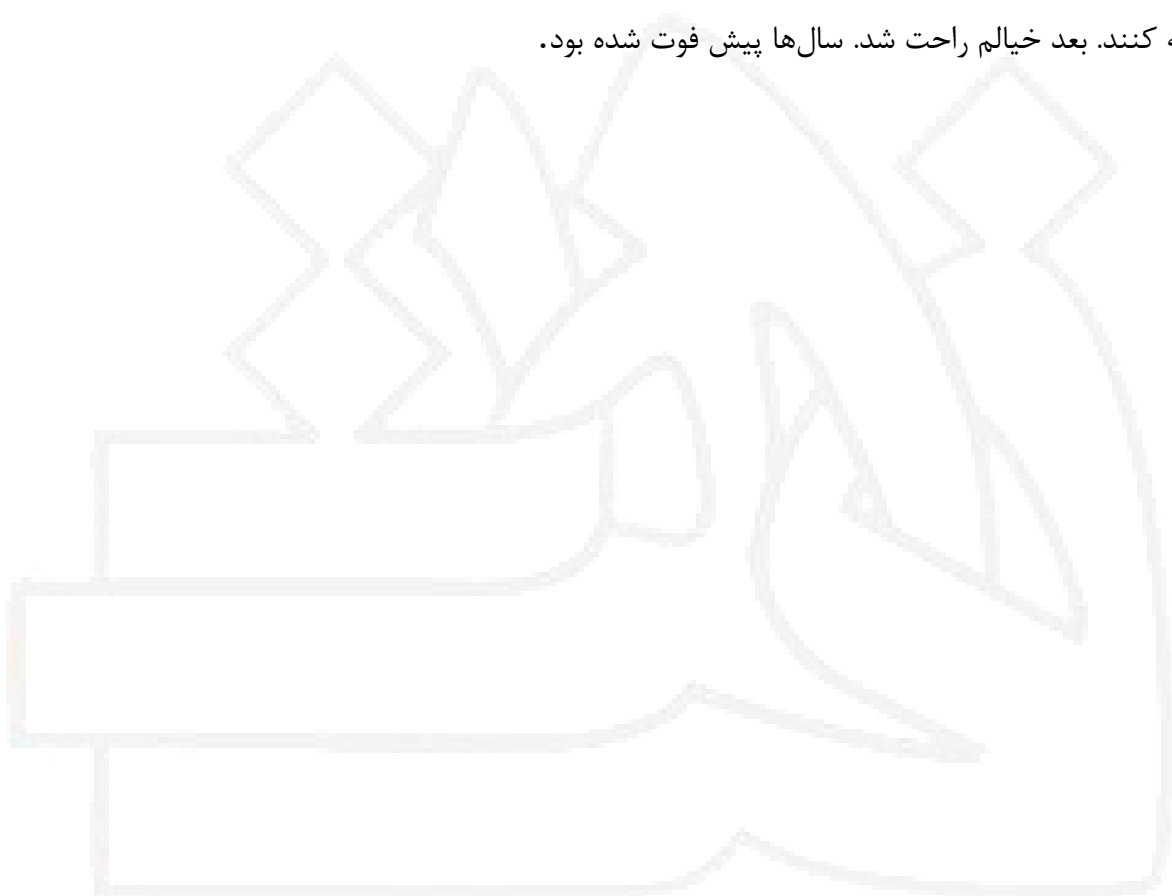 کنند. بعد خیالم راحت شد. سال‌ها پیش فوت شده بود.